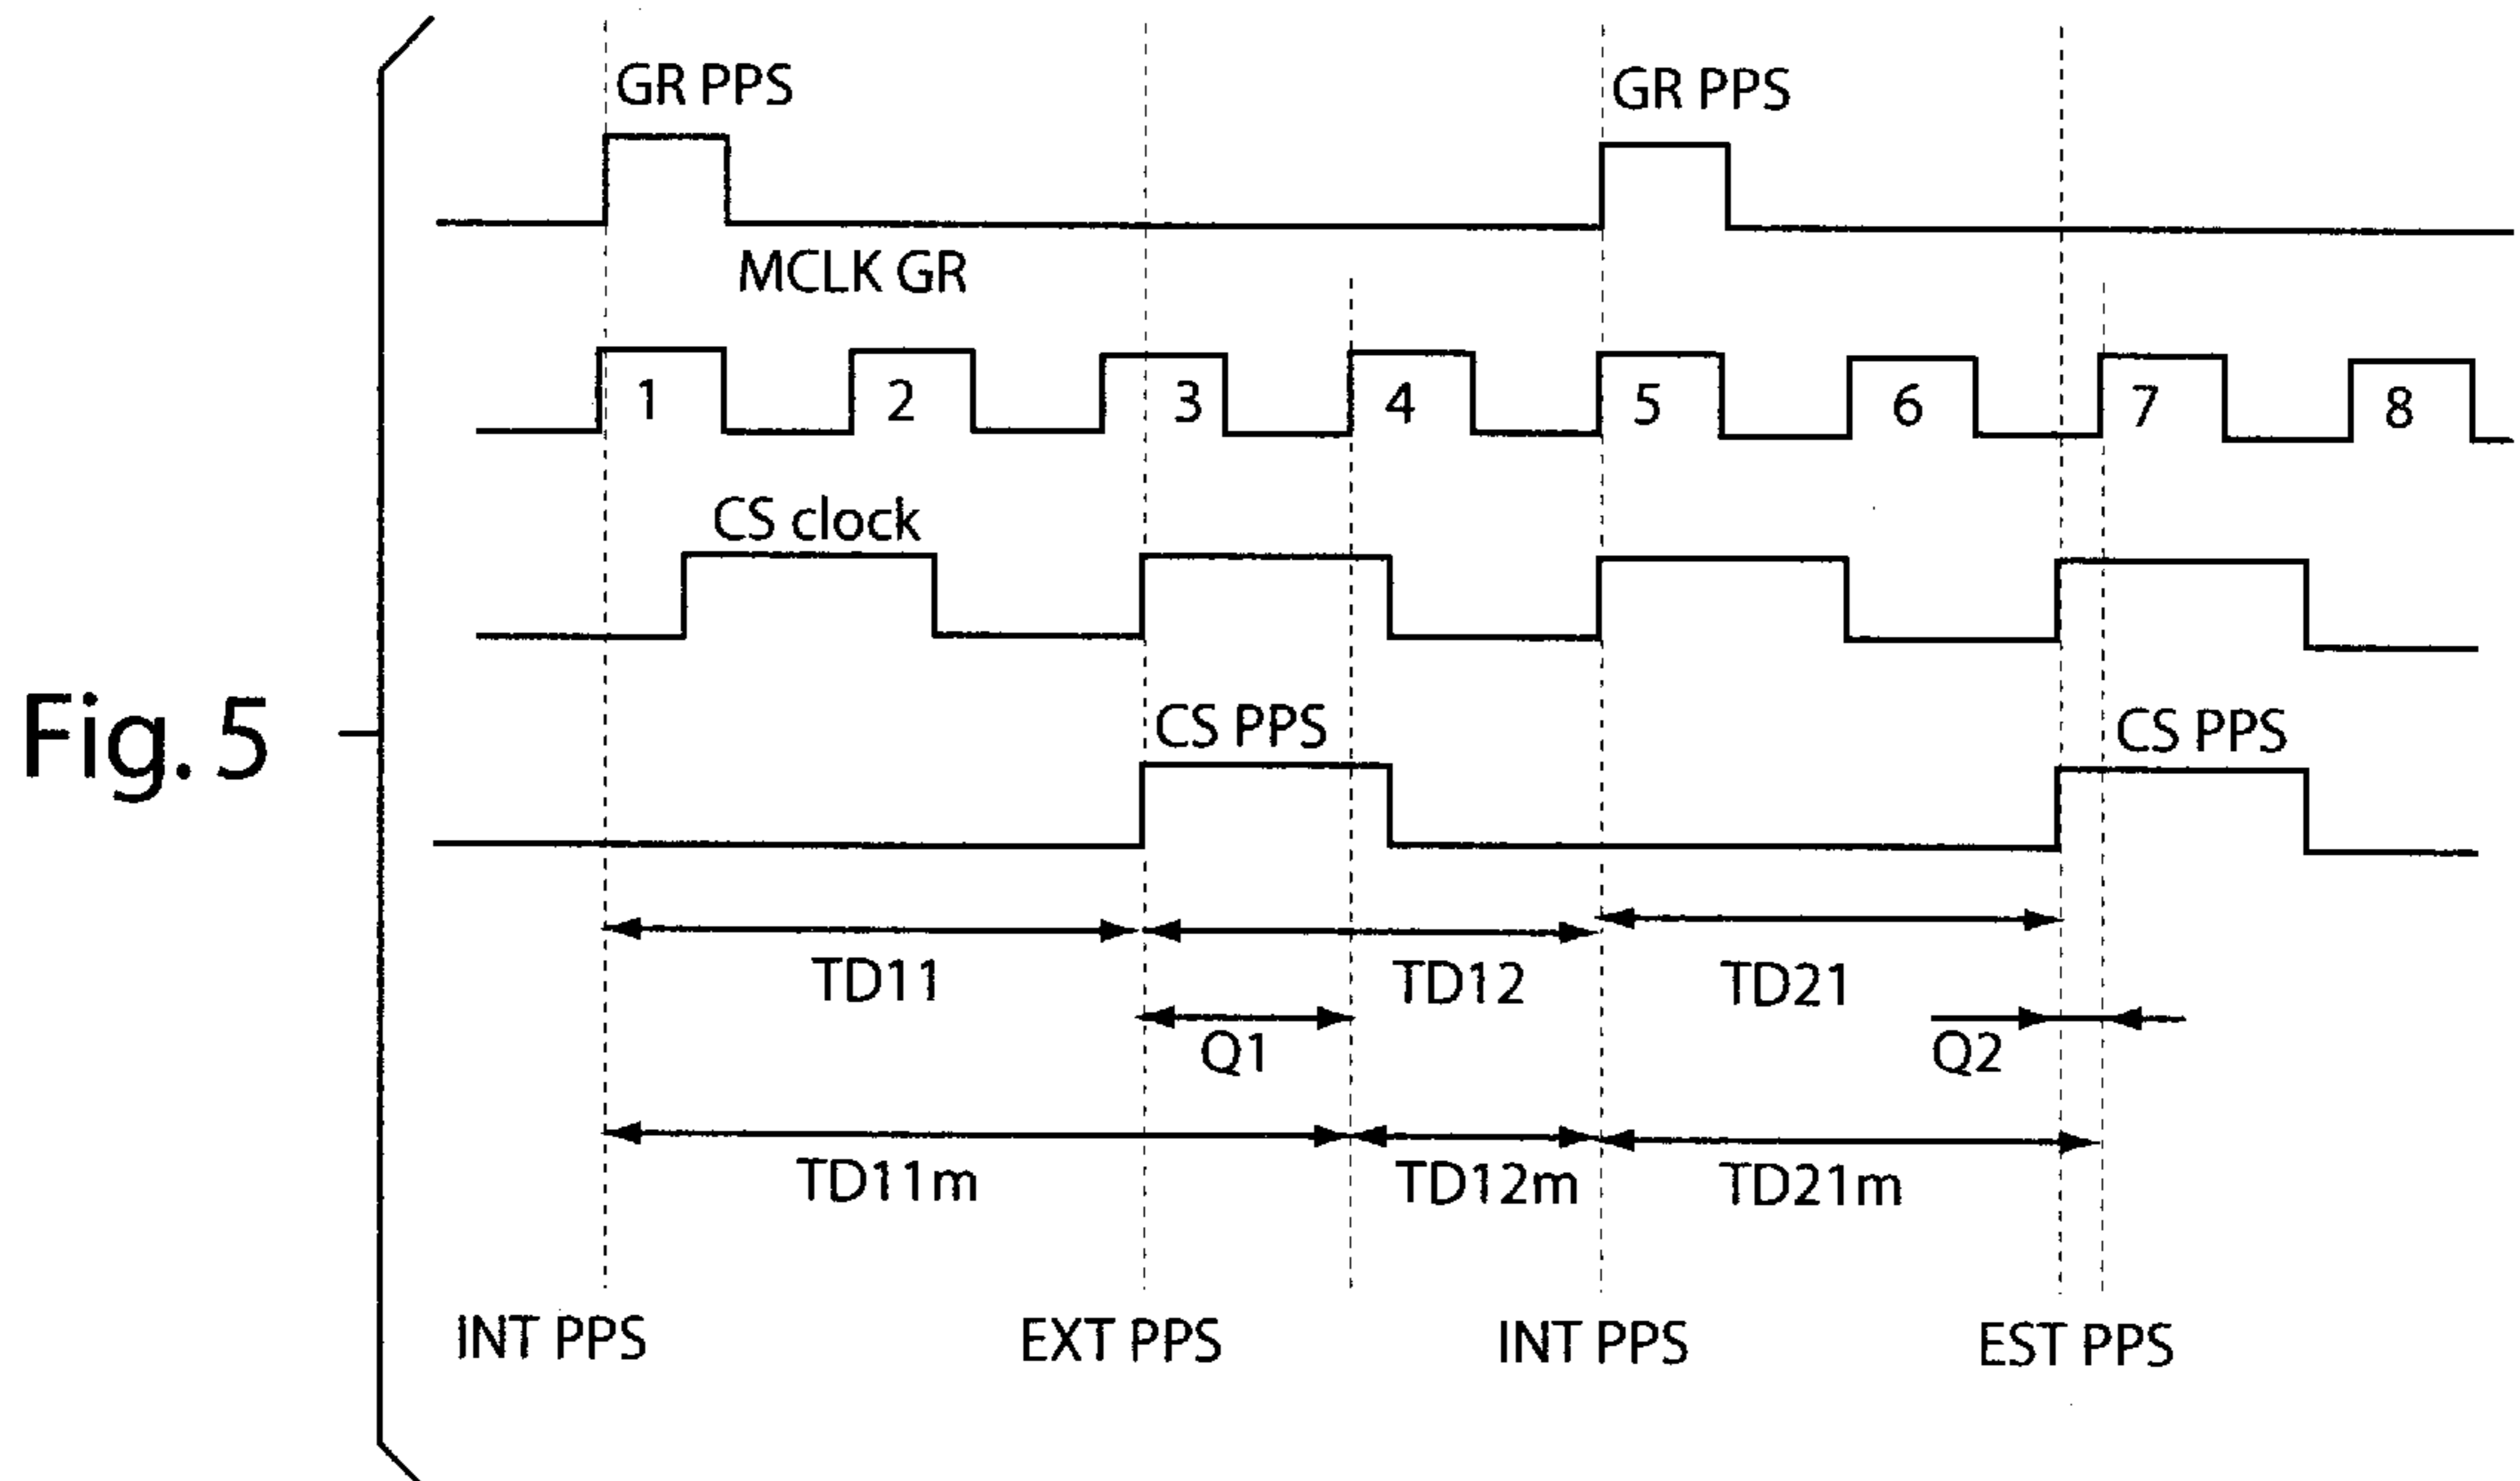 GR PPS
GR PPS
MCLK GR
1 2 3 4 5 6 7 8
CS clock
Fig. 5
CS PPS
CS PPS
TD11
TD12
TD21
Q1
Q2
TD11m
TD12m
TD21m
INT PPS
EXT PPS
INT PPS
EST PPS